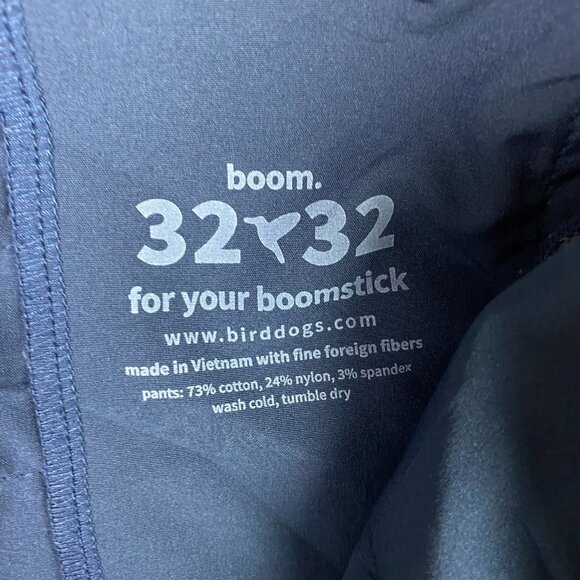 boom.
32 32
for your boomstick
www.birddogs.com
made in Vietnam with fine foreign fibers
pants: 73% cotton, 24% nylon, 3% spandex
wash cold, tumble dry